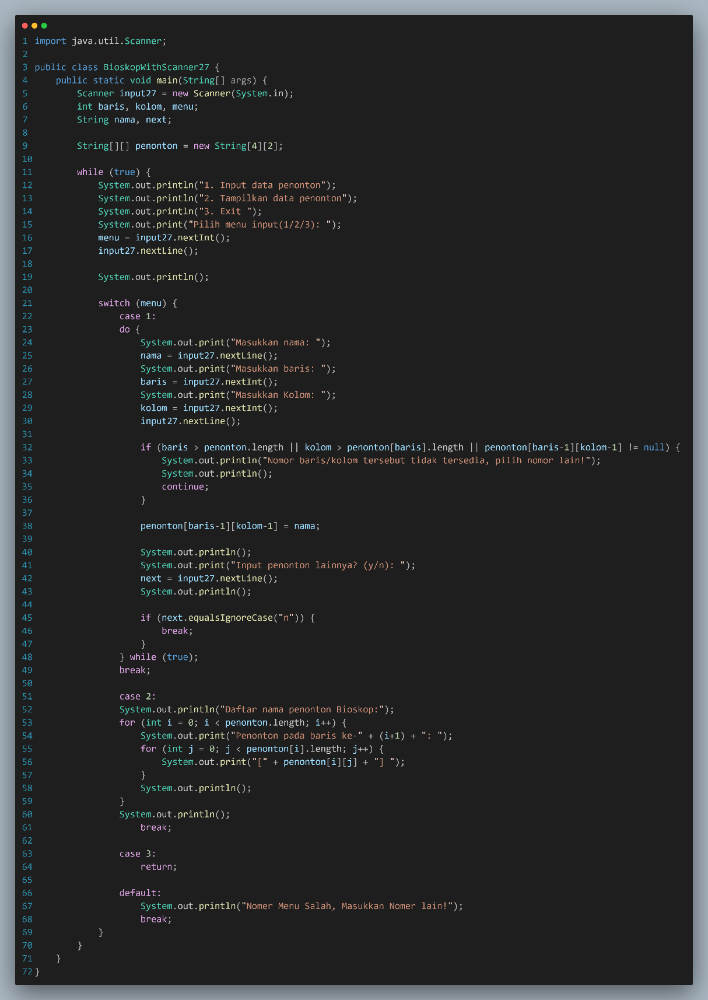 1 import java.util.Scanner;
2
3 public class BioskopWithScanner27 {
4     public static void main(String[] args) {
5         Scanner input27 = new Scanner(System.in);
6         int baris, kolom, menu;
7         String nama, next;
8
9         String[][] penonton = new String[4][2];
10
11         while (true) {
12             System.out.println("1. Input data penonton");
13             System.out.println("2. Tampilkan data penonton");
14             System.out.println("3. Exit ");
15             System.out.print("Pilih menu input(1/2/3): ");
16             menu = input27.nextInt();
17             input27.nextLine();
18
19             System.out.println();
20
21             switch (menu) {
22                 case 1:
23                 do {
24                     System.out.print("Masukkan nama: ");
25                     nama = input27.nextLine();
26                     System.out.print("Masukkan baris: ");
27                     baris = input27.nextInt();
28                     System.out.print("Masukkan Kolom: ");
29                     kolom = input27.nextInt();
30                     input27.nextLine();
31
32                     if (baris > penonton.length || kolom > penonton[baris].length || penonton[baris-1][kolom-1] != null) {
33                         System.out.println("Nomor baris/kolom tersebut tidak tersedia, pilih nomor lain!");
34                         System.out.println();
35                         continue;
36                     }
37
38                     penonton[baris-1][kolom-1] = nama;
39
40                     System.out.println();
41                     System.out.print("Input penonton lainnya? (y/n): ");
42                     next = input27.nextLine();
43                     System.out.println();
44
45                     if (next.equalsIgnoreCase("n")) {
46                         break;
47                     }
48                 } while (true);
49                 break;
50
51                 case 2:
52                 System.out.println("Daftar nama penonton Bioskop:");
53                 for (int i = 0; i < penonton.length; i++) {
54                     System.out.print("Penonton pada baris ke-" + (i+1) + ": ");
55                     for (int j = 0; j < penonton[i].length; j++) {
56                         System.out.print("[" + penonton[i][j] + "] ");
57                     }
58                     System.out.println();
59                 }
60                 System.out.println();
61                     break;
62
63                 case 3:
64                     return;
65
66                 default:
67                     System.out.println("Nomer Menu Salah, Masukkan Nomer lain!");
68                     break;
69             }
70         }
71     }
72 }